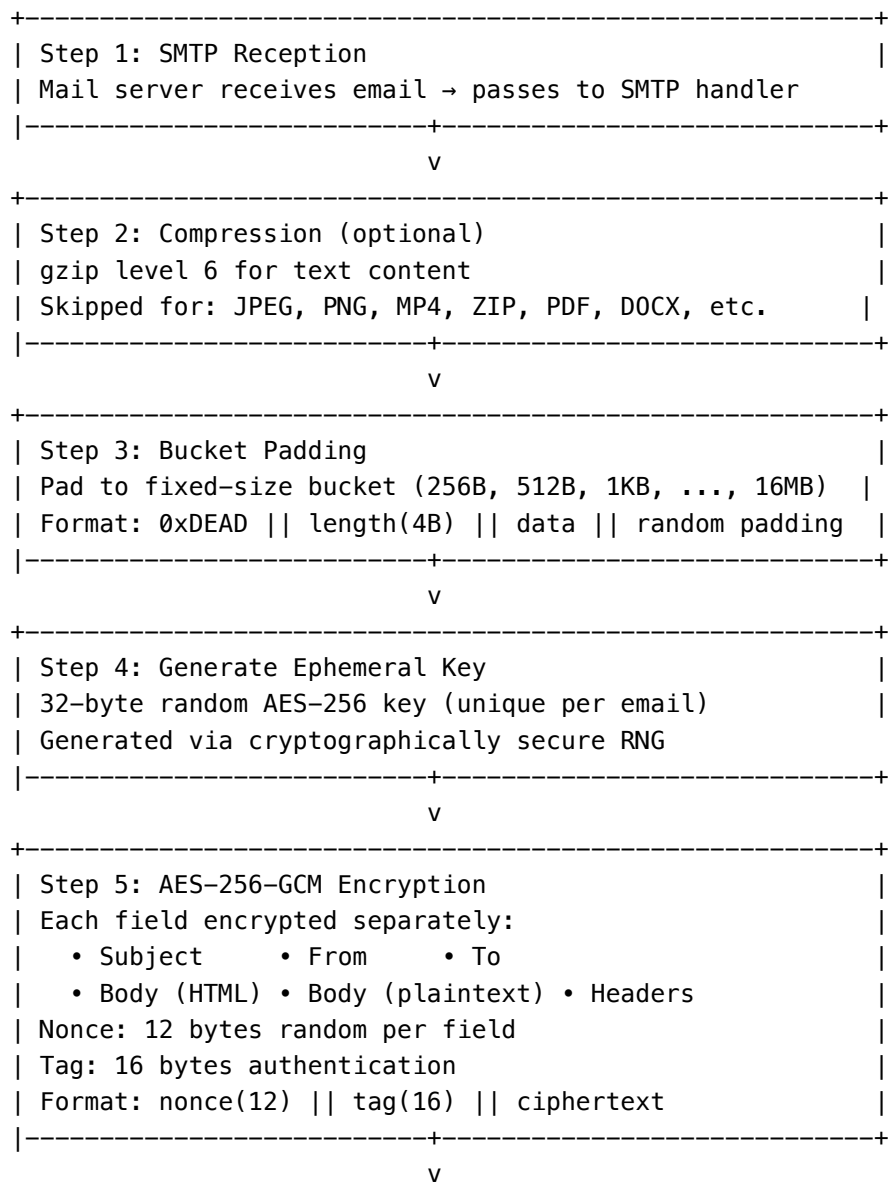 +---------------------------------------------------------+
| Step 1: SMTP Reception                                  |
| Mail server receives email → passes to SMTP handler
|---------------------------+-----------------------------+
                            v
+---------------------------------------------------------+
| Step 2: Compression (optional)                          |
| gzip level 6 for text content                           |
| Skipped for: JPEG, PNG, MP4, ZIP, PDF, DOCX, etc.      |
|---------------------------+-----------------------------+
                            v
+---------------------------------------------------------+
| Step 3: Bucket Padding                                  |
| Pad to fixed-size bucket (256B, 512B, 1KB, ..., 16MB)  |
| Format: 0xDEAD || length(4B) || data || random padding  |
|---------------------------+-----------------------------+
                            v
+---------------------------------------------------------+
| Step 4: Generate Ephemeral Key                          |
| 32-byte random AES-256 key (unique per email)           |
| Generated via cryptographically secure RNG
|---------------------------+-----------------------------+
                            v
+---------------------------------------------------------+
| Step 5: AES-256-GCM Encryption                          |
| Each field encrypted separately:                        |
|   • Subject     • From     • To                         |
|   • Body (HTML) • Body (plaintext) • Headers            |
| Nonce: 12 bytes random per field                        |
| Tag: 16 bytes authentication                            |
| Format: nonce(12) || tag(16) || ciphertext              |
|---------------------------+-----------------------------+
                            v